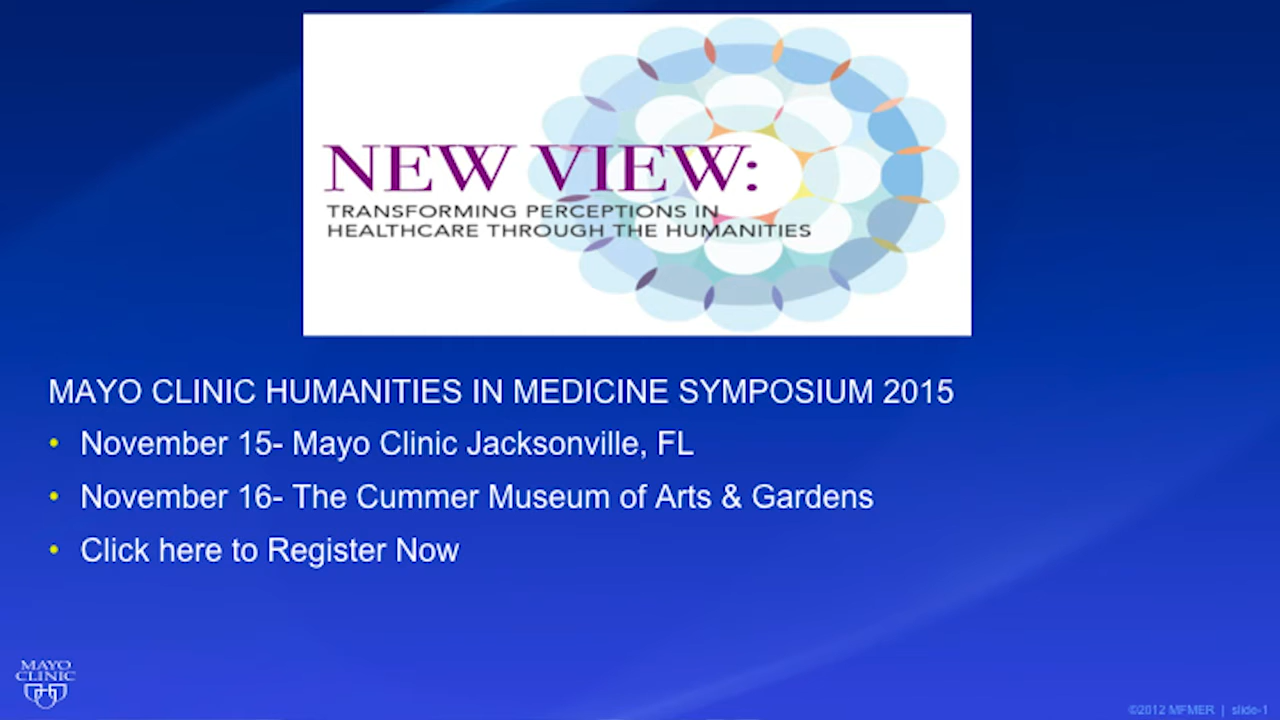 NEW VIEW:
TRANSFORMING PERCEPTIONS IN
HEALTHCARE THROUGH THE HUMANITIES
MAYO CLINIC HUMANITIES IN MEDICINE SYMPOSIUM 2015
• November 15- Mayo Clinic Jacksonville, FL
• November 16- The Cummer Museum of Arts & Gardens
• Click here to Register Now
MAYO
CLINIC
©2012 MFMER | slide-1